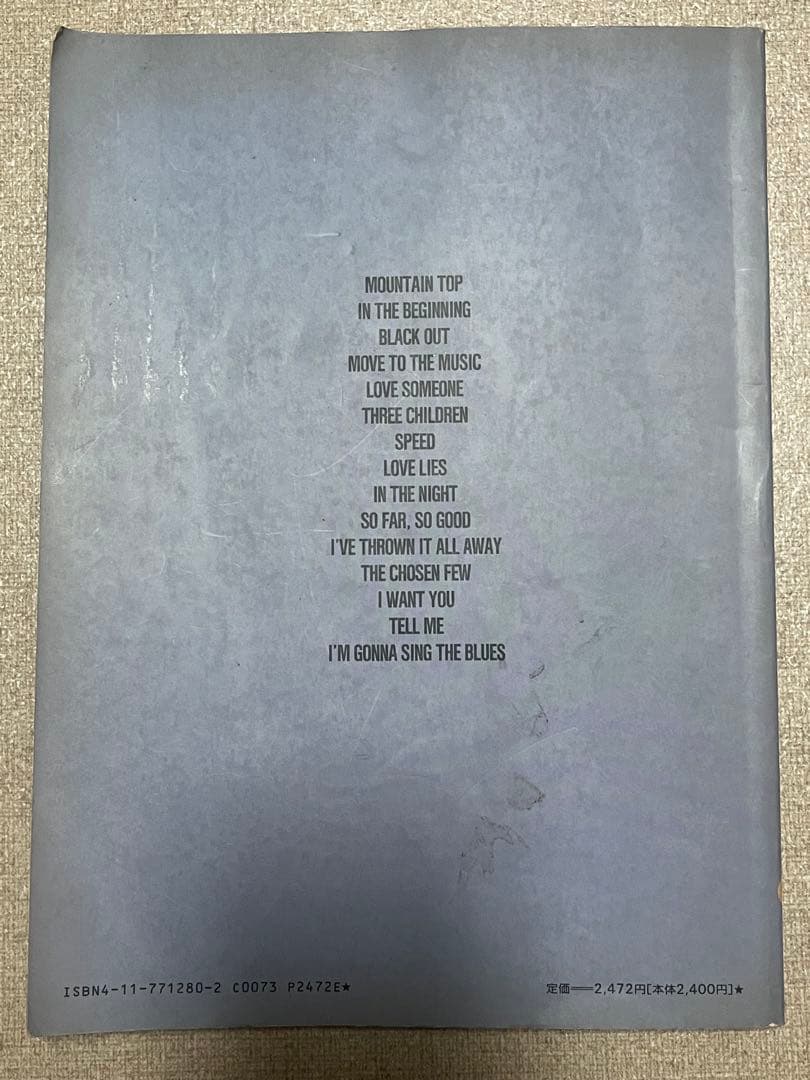 MOUNTAIN TOP
IN THE BEGINNING
BLACK OUT
MOVE TO THE MUSIC
LOVE SOMEONE
THREE CHILDREN
SPEED
LOVE LIES
IN THE NIGHT
SO FAR, SO GOOD
I'VE THROWN IT ALL AWAY
THE CHOSEN FEW
I WANT YOU
TELL ME
I'M GONNA SING THE BLUES
ISBN4-11-771280-2 C0073 P2472E★ 定価══2,472円[本体2,400円]★